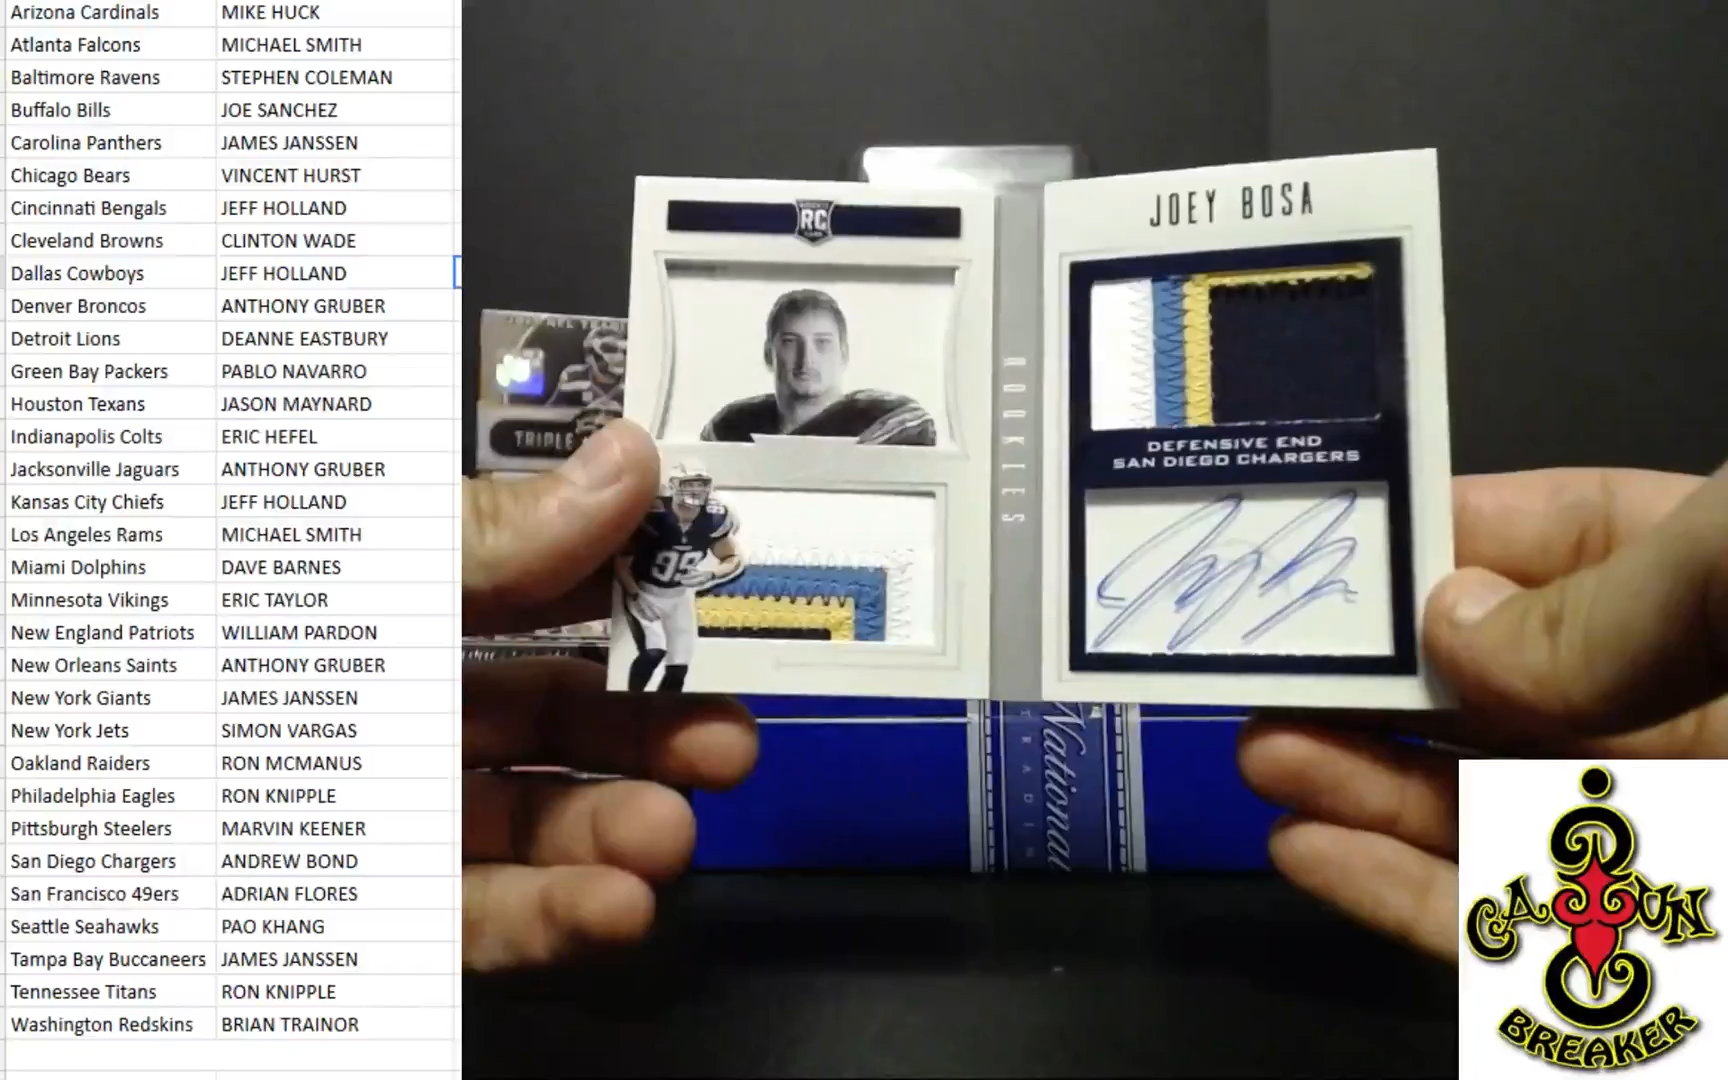 Arizona Cardinals MIKE HUCK
Atlanta Falcons MICHAEL SMITH
Baltimore Ravens STEPHEN COLEMAN
Buffalo Bills JOE SANCHEZ
Carolina Panthers JAMES JANSSEN
Chicago Bears VINCENT HURST
Cincinnati Bengals JEFF HOLLAND
Cleveland Browns CLINTON WADE
Dallas Cowboys JEFF HOLLAND
Denver Broncos ANTHONY GRUBER
Detroit Lions DEANNE EASTBURY
Green Bay Packers PABLO NAVARRO
Houston Texans JASON MAYNARD
Indianapolis Colts ERIC HEFEL
Jacksonville Jaguars ANTHONY GRUBER
Kansas City Chiefs JEFF HOLLAND
Los Angeles Rams MICHAEL SMITH
Miami Dolphins DAVE BARNES
Minnesota Vikings ERIC TAYLOR
New England Patriots WILLIAM PARDON
New Orleans Saints ANTHONY GRUBER
New York Giants JAMES JANSSEN
New York Jets SIMON VARGAS
Oakland Raiders RON MCMANUS
Philadelphia Eagles RON KNIPPLE
Pittsburgh Steelers MARVIN KEENER
San Diego Chargers ANDREW BOND
San Francisco 49ers ADRIAN FLORES
Seattle Seahawks PAO KHANG
Tampa Bay Buccaneers JAMES JANSSEN
Tennessee Titans RON KNIPPLE
Washington Redskins BRIAN TRAINOR
RC
99
TRIPLE
ROOKIES
JOEY BOSA
DEFENSIVE END
SAN DIEGO CHARGERS
National
CAJUN
BREAKER